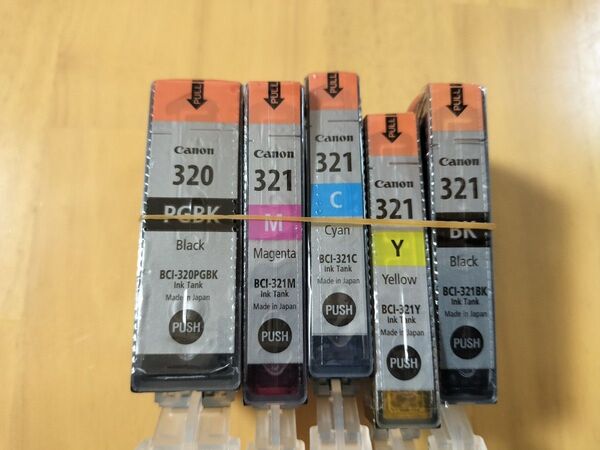 PULL
Canon
320
PGBK
Black
BCI-320PGBK
Ink Tank
Made in Japan
PUSH
PULL
Canon
321
M
Magenta
BCI-321M
Ink Tank
Made in Japan
PUSH
PULL
Canon
321
C
Cyan
BCI-321C
Ink Tank
Made in Japan
PUSH
PULL
Canon
321
Y
Yellow
BCI-321Y
Ink Tank
Made in Japan
PUSH
PULL
Canon
321
BK
Black
BCI-321BK
Ink Tank
Made in Japan
PUSH